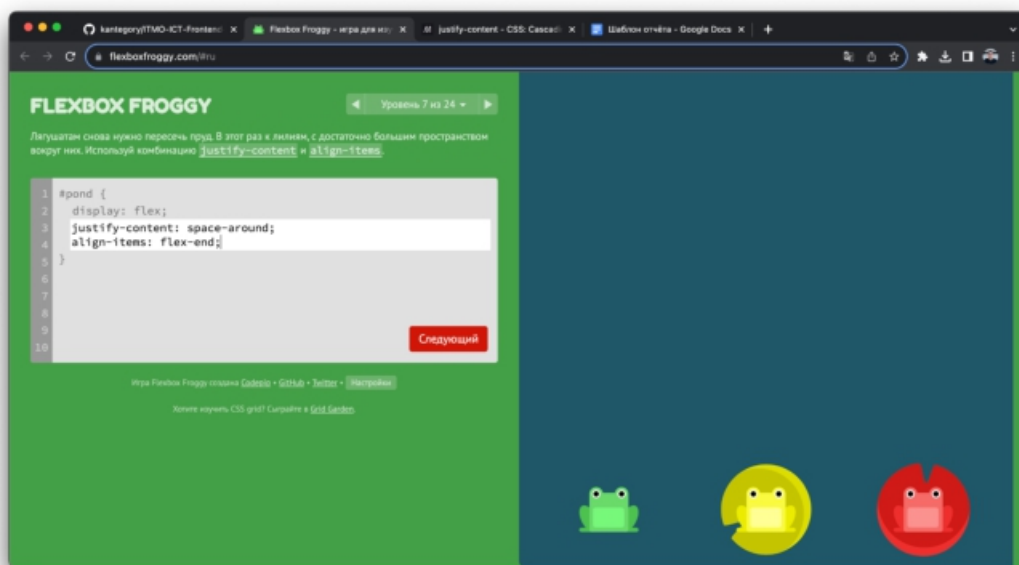 kantegory/ITMO-ICT-Frontend
Flexbox Froggy - игра для изу
justify-content - CSS: Cascadi
Шаблон отчёта - Google Docs
flexboxfroggy.com/#ru
FLEXBOX FROGGY
Уровень 7 из 24
Лягушатам снова нужно пересечь пруд. В этот раз к лилиям, с достаточно большим пространством
вокруг них. Используй комбинацию justify-content и align-items.
1 #pond {
2 display: flex;
3 justify-content: space-around;
4 align-items: flex-end;
5 }
6
7
8
9
10
Следующий
Игра Flexbox Froggy создана Codepip • GitHub • Twitter • Настройки
Хотите изучить CSS grid? Сыграйте в Grid Garden.